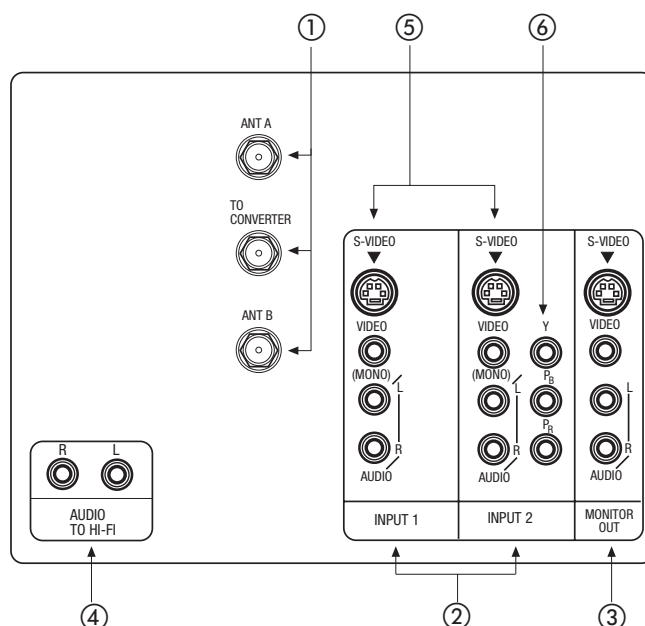 ① ⑤ ⑥
ANT A
TO
CONVERTER
ANT B
S-VIDEO S-VIDEO S-VIDEO
VIDEO VIDEO Y VIDEO
(MONO) (MONO) PB
L L L
PR
R R R
AUDIO AUDIO AUDIO
INPUT 1 INPUT 2 MONITOR
OUT
R L
AUDIO
TO HI-FI
④ ② ③